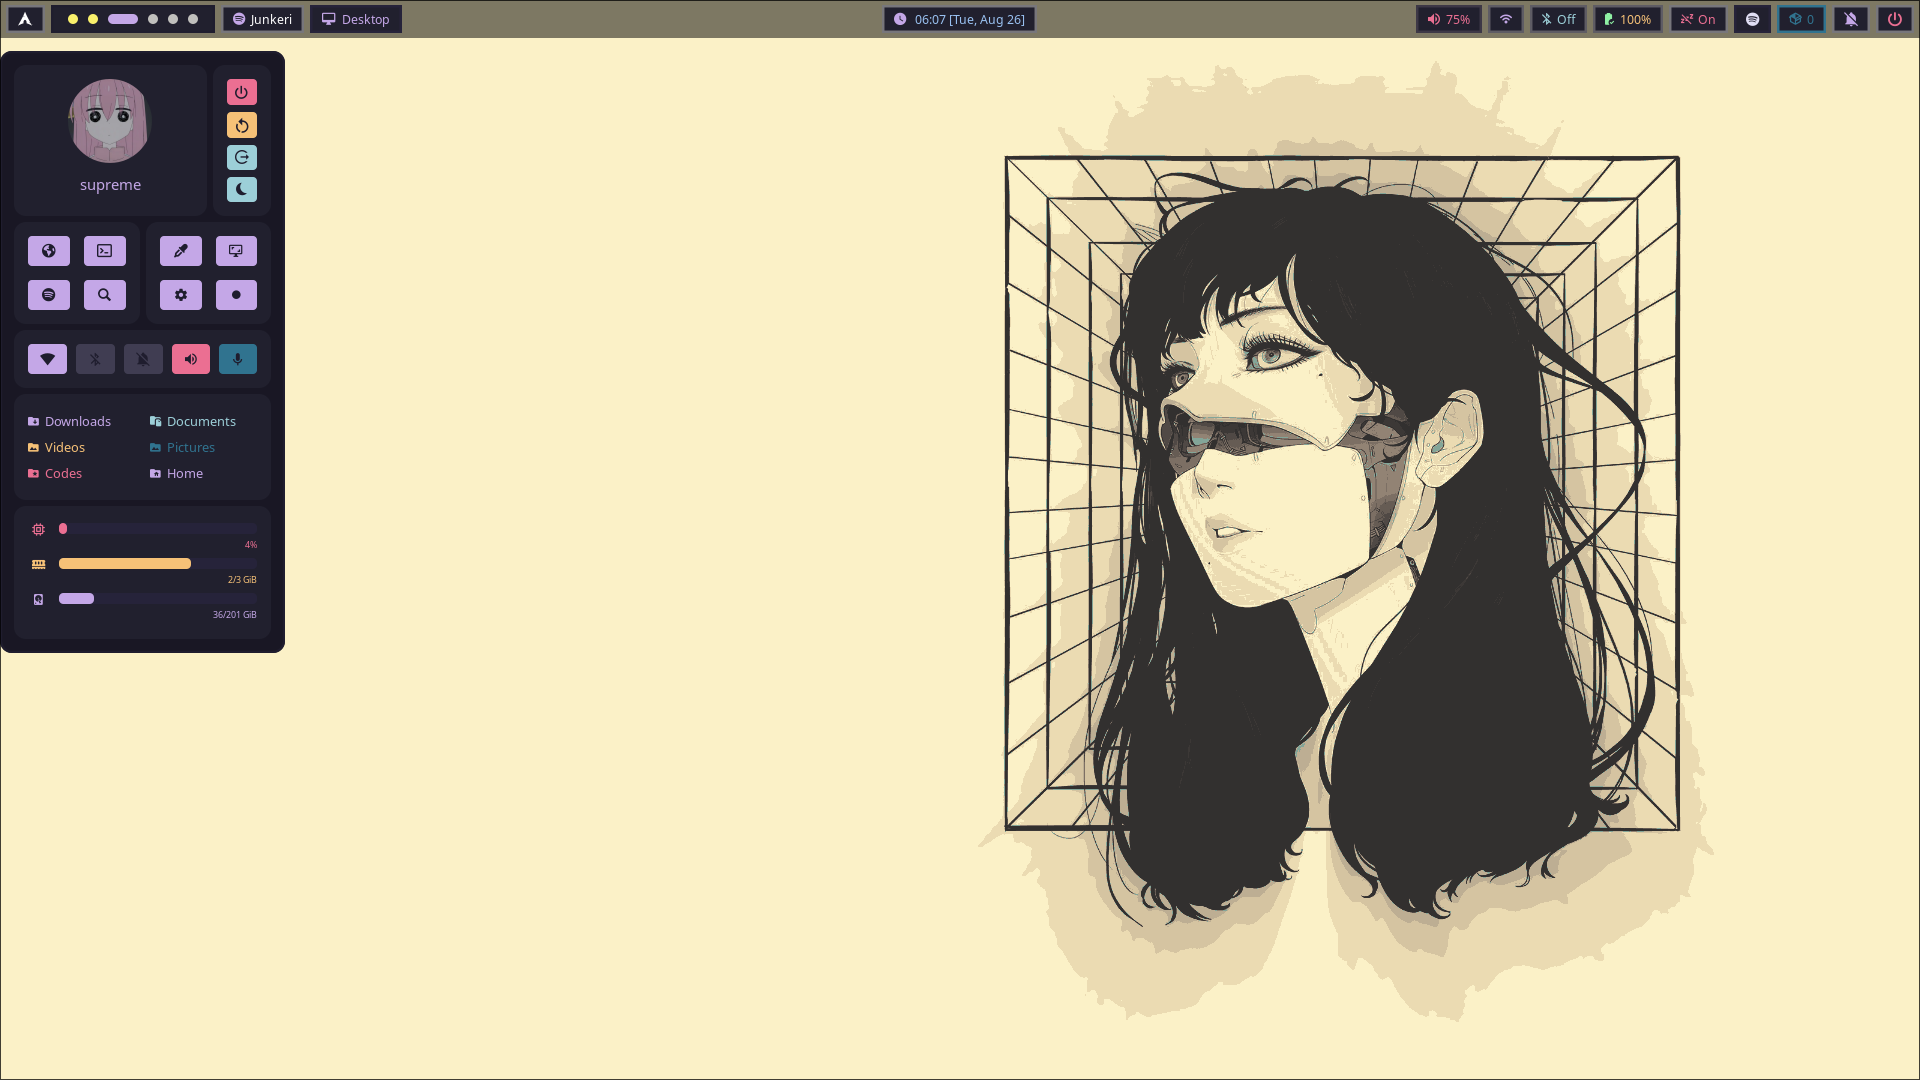 Junkeri
Desktop
06:07 [Tue, Aug 26]
75%
Off
100%
On
0
supreme
Downloads
Documents
Videos
Pictures
Codes
Home
4%
2/3 GiB
36/201 GiB